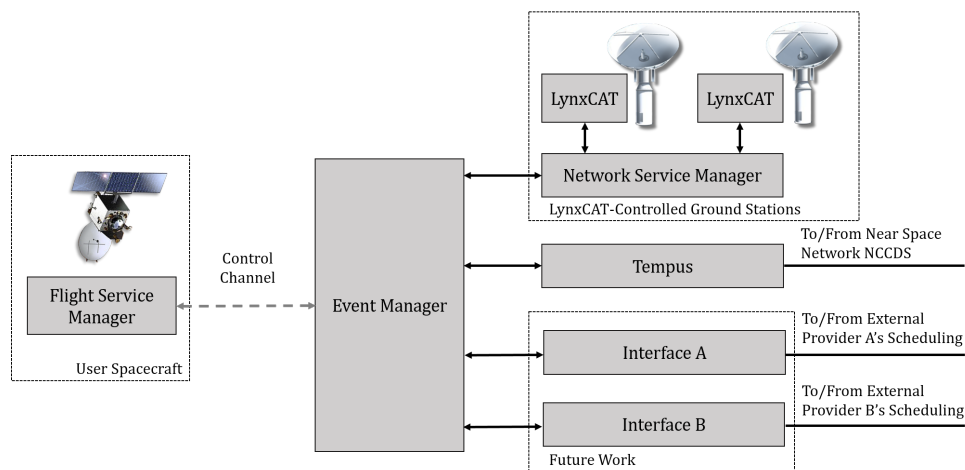 LynxCAT
LynxCAT
Network Service Manager
LynxCAT-Controlled Ground Stations
Flight Service
Manager
User Spacecraft
Control
Channel
Event Manager
Tempus
To/From Near Space
Network NCCDS
Interface A
To/From External
Provider A's Scheduling
Interface B
To/From External
Provider B's Scheduling
Future Work